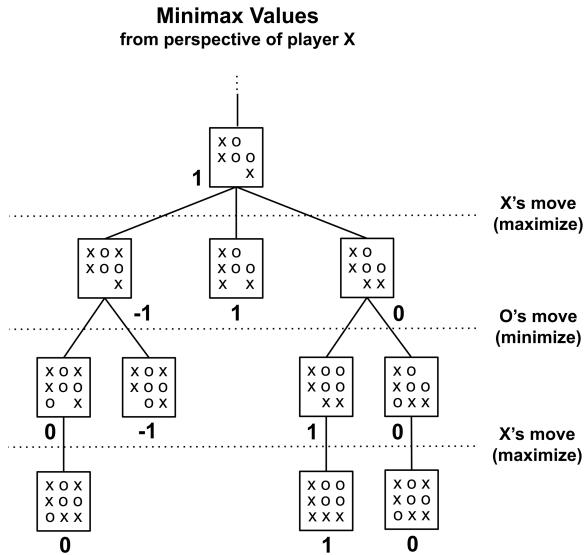 Minimax Values
from perspective of player X
x o
x o o
x
1
X's move
(maximize)
x o x
x o o
x
x o
x o o
x x
x o
x o o
x x
-1
1
0
O's move
(minimize)
x o x
x o o
o x
x o x
x o o
o x
x o o
x o o
x x
x o
x o o
o x x
0
-1
1
0
X's move
(maximize)
x o x
x o o
o x x
x o o
x o o
x x x
x o x
x o o
o x x
0
1
0